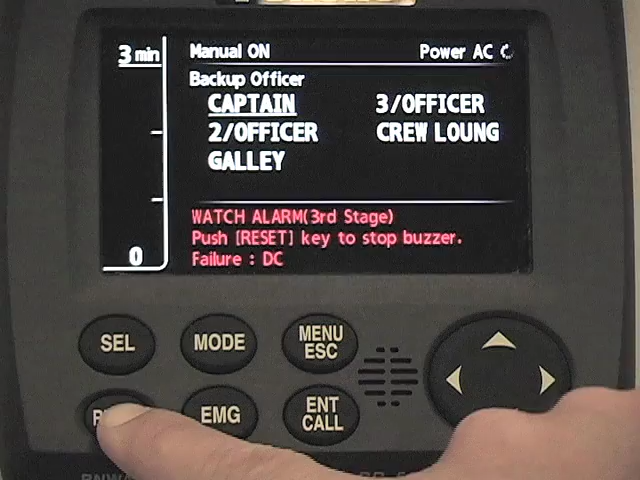 3 min
Manual ON Power AC
Backup Officer
CAPTAIN 3/OFFICER
2/OFFICER CREW LOUNG
GALLEY
WATCH ALARM(3rd Stage)
Push [RESET] key to stop buzzer.
0
Failure : DC
SEL MODE MENU ESC
EMG ENT CALL